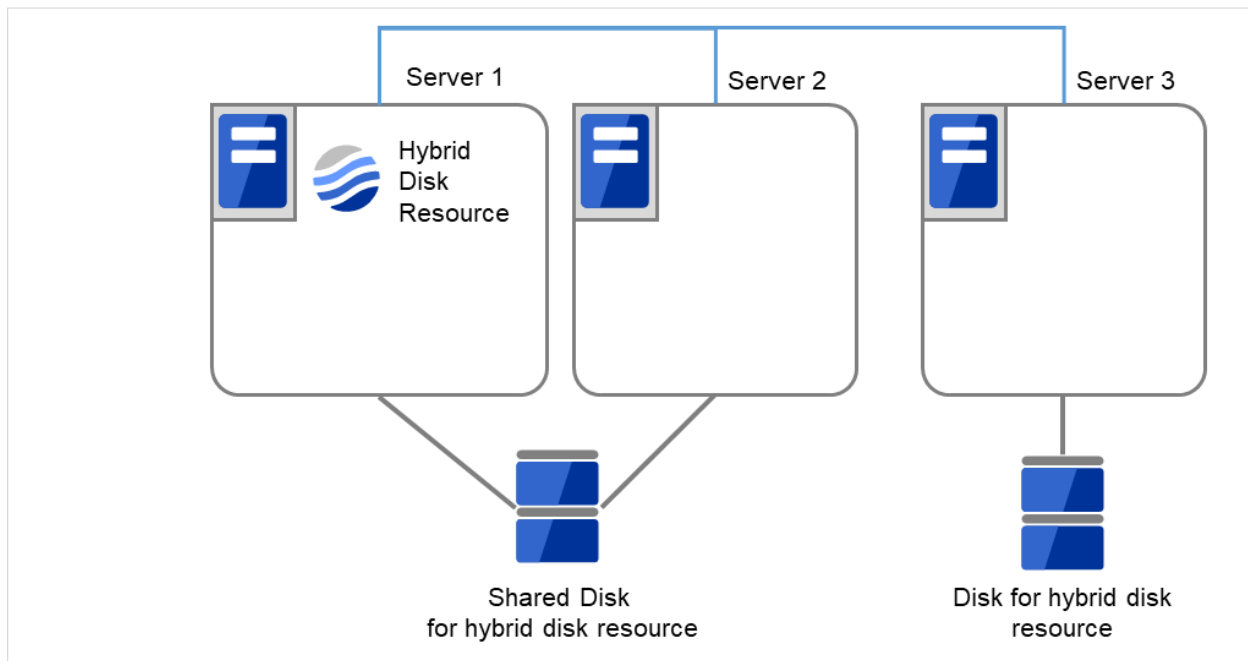 Server 1
Server 2
Server 3
Hybrid
Disk
Resource
Shared Disk
for hybrid disk resource
Disk for hybrid disk
resource